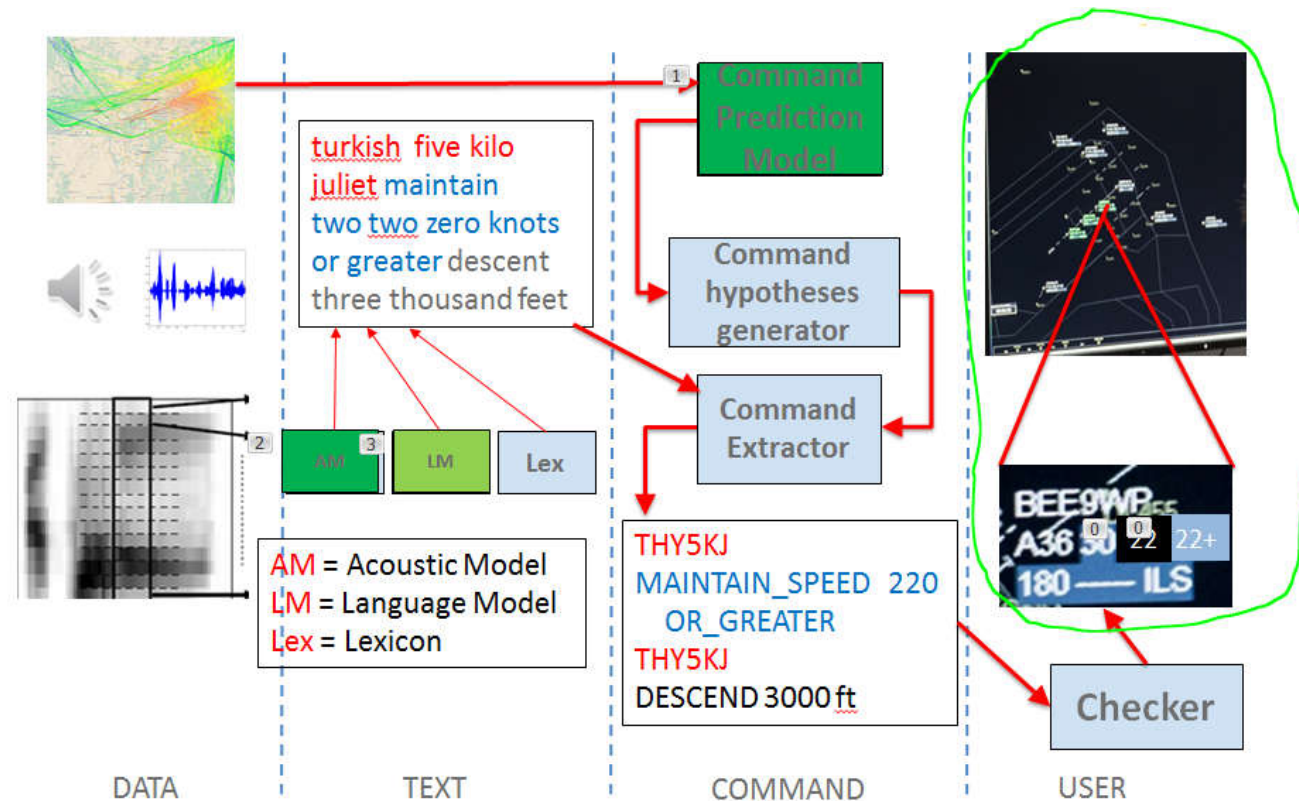 1
Command
Prediction
Model
turkish five kilo
juliet maintain
two two zero knots
or greater descent
three thousand feet
Command
hypotheses
generator
Command
Extractor
2
AM
3
LM
Lex
AM = Acoustic Model
LM = Language Model
Lex = Lexicon
THY5KJ
MAINTAIN_SPEED 220
OR_GREATER
THY5KJ
DESCEND 3000 ft
BEE9WP
A36 50 22 22+
0 0
180 ILS
Checker
DATA
TEXT
COMMAND
USER